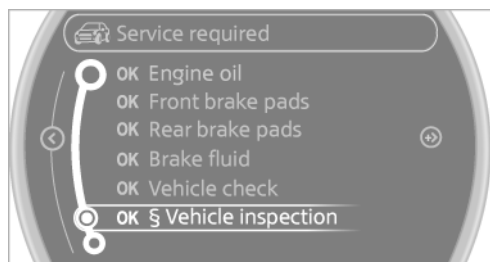 Service required
OK Engine oil
OK Front brake pads
OK Rear brake pads
OK Brake fluid
OK Vehicle check
OK § Vehicle inspection